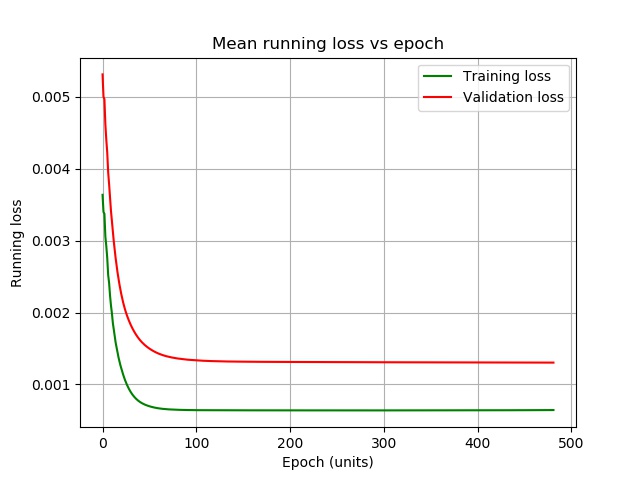 Mean running loss vs epoch
Training loss
Validation loss
0.005
0.004
0.003
0.002
0.001
Running loss
0
100
200
300
400
500
Epoch (units)